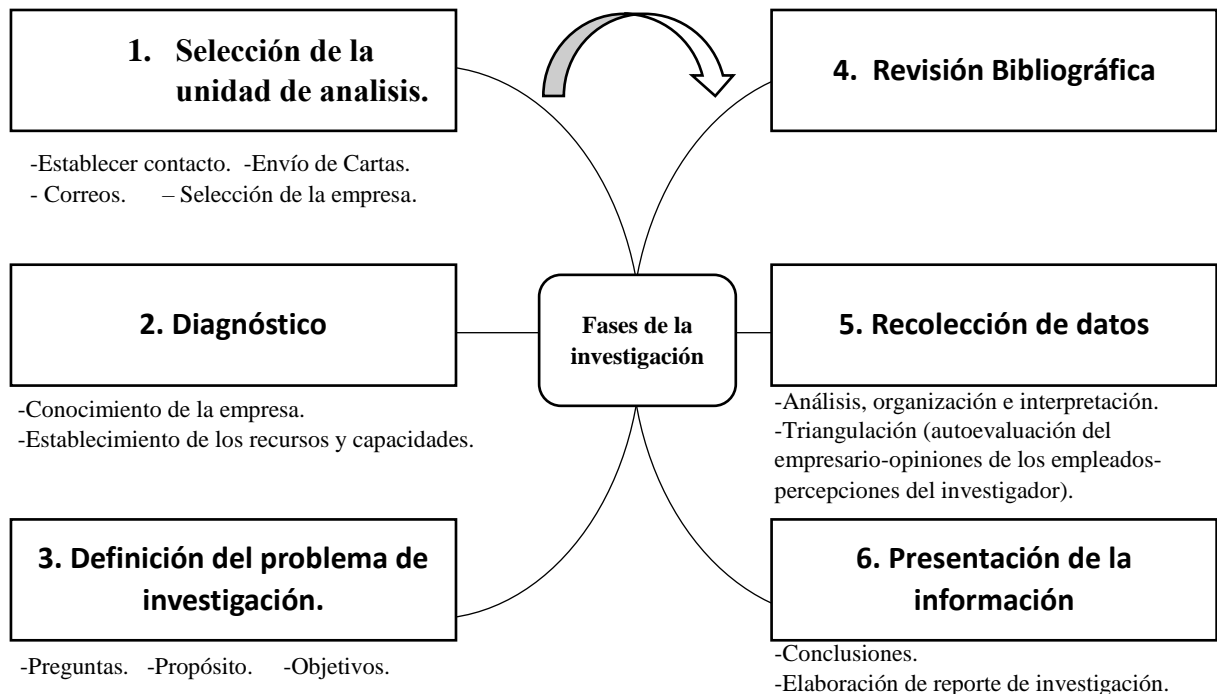 1. Selección de la
unidad de analisis.
-Establecer contacto. -Envío de Cartas.
- Correos. – Selección de la empresa.
2. Diagnóstico
-Conocimiento de la empresa.
-Establecimiento de los recursos y capacidades.
3. Definición del problema de
investigación.
-Preguntas. -Propósito. -Objetivos.
Fases de la
investigación
4. Revisión Bibliográfica
5. Recolección de datos
-Análisis, organización e interpretación.
-Triangulación (autoevaluación del
empresario-opiniones de los empleados-
percepciones del investigador).
6. Presentación de la
información
-Conclusiones.
-Elaboración de reporte de investigación.